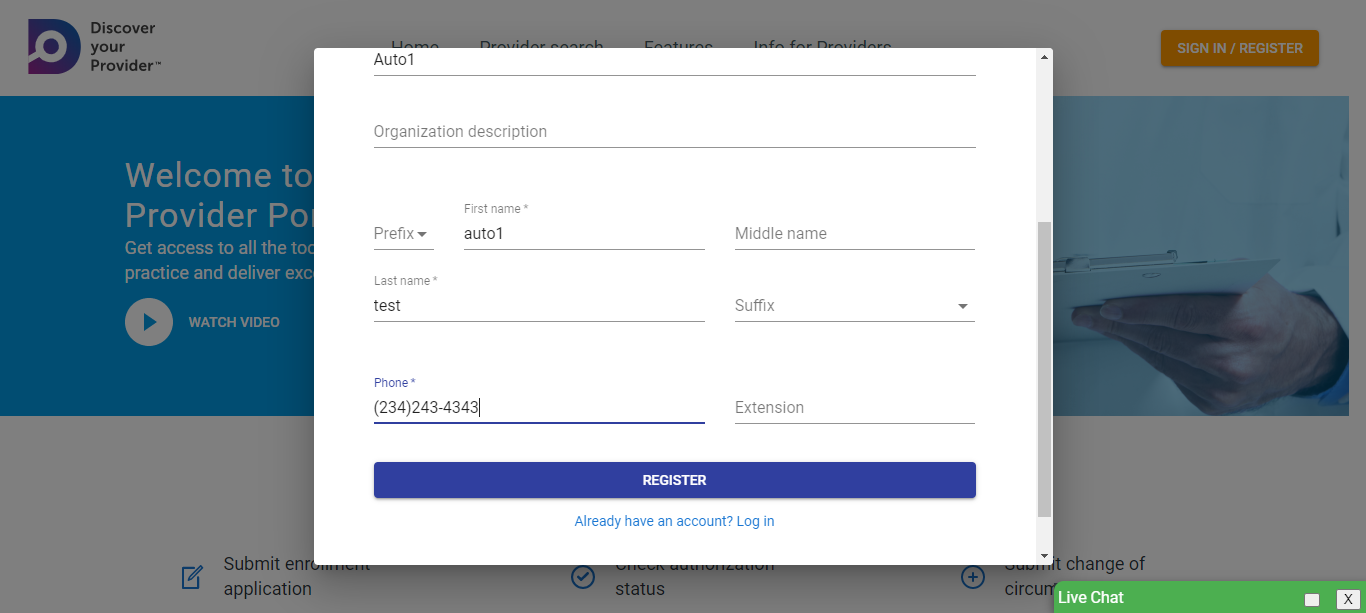 Discover
your
Provider™
Home Provider search Features Info for Providers
SIGN IN / REGISTER
Auto1
Organization description
Welcome to
Provider Po
Get access to all the too
practice and deliver exc
WATCH VIDEO
First name *
Prefix auto1 Middle name
Last name *
test Suffix
Phone *
(234)243-4343 Extension
REGISTER
Already have an account? Log in
Submit enrollment
application
Check authorization
status
Submit change of
circum
Live Chat X